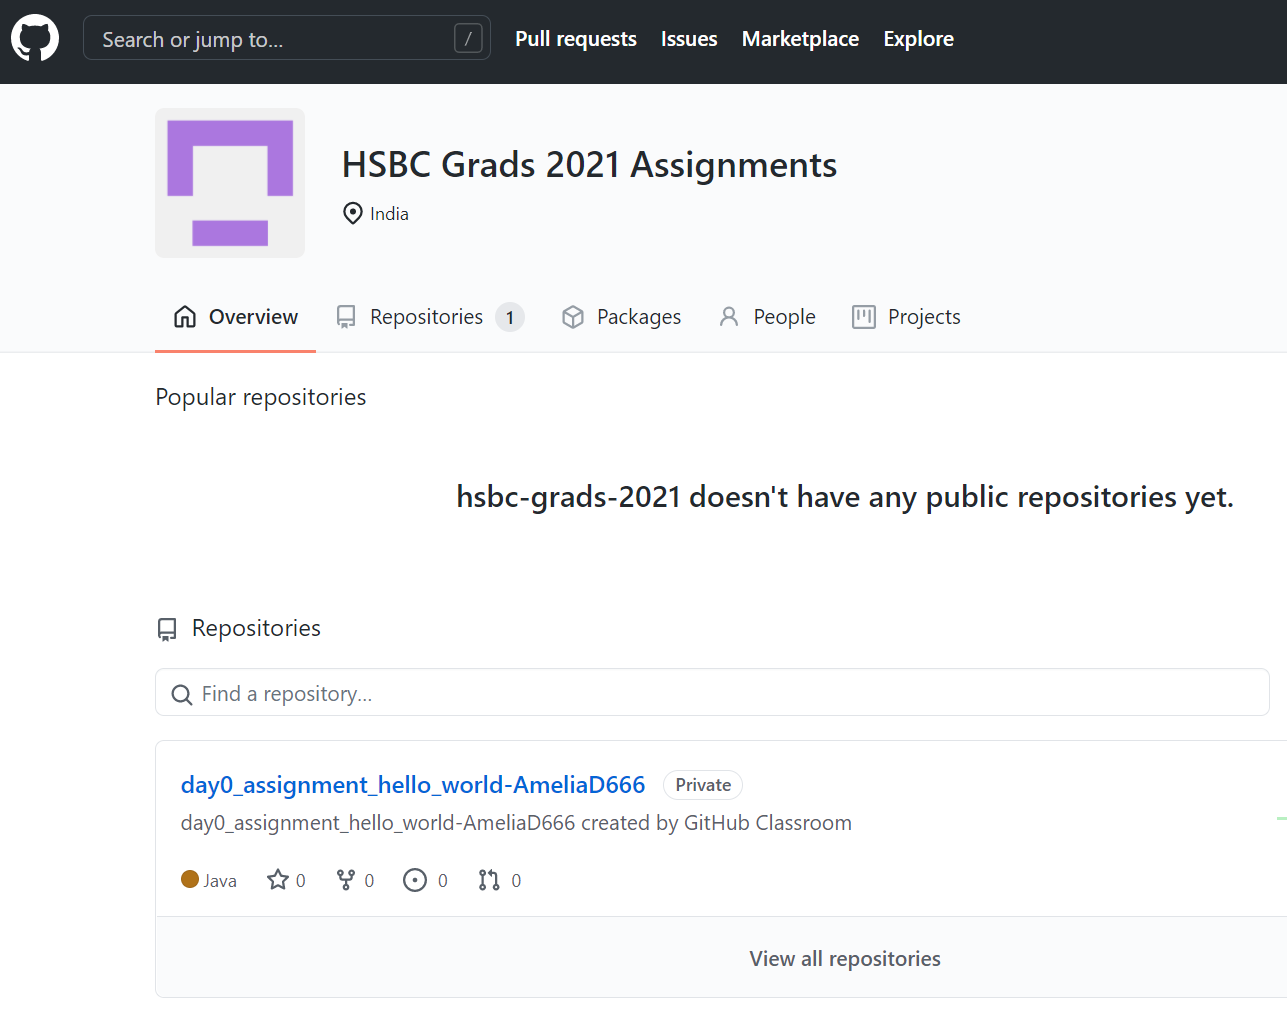 Search or jump to... /
Pull requests Issues Marketplace Explore
HSBC Grads 2021 Assignments
India
Overview Repositories 1 Packages People Projects
Popular repositories
hsbc-grads-2021 doesn't have any public repositories yet.
Repositories
Find a repository...
day0_assignment_hello_world-AmeliaD666 Private
day0_assignment_hello_world-AmeliaD666 created by GitHub Classroom
Java 0 0 0 0
View all repositories